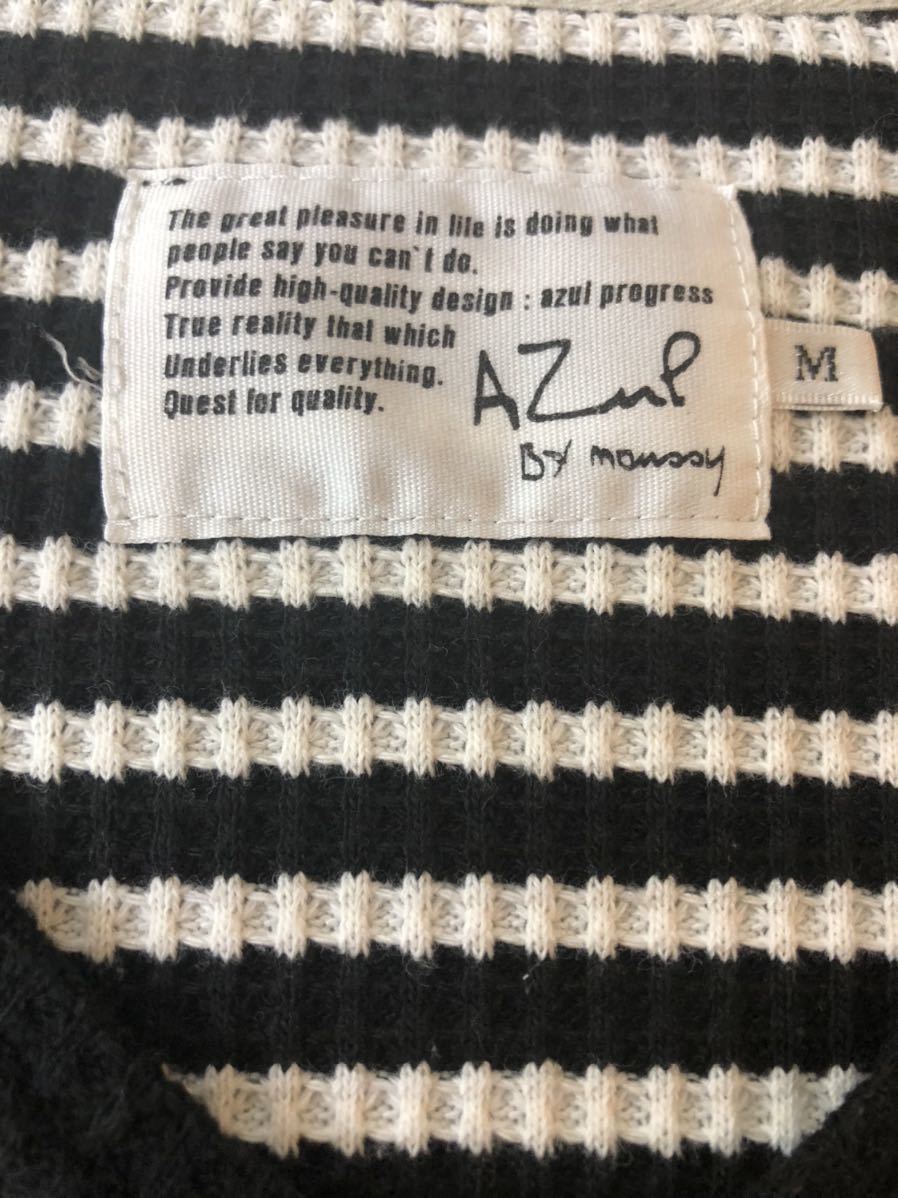 The great pleasure in life is doing what
people say you can`t do.
Provide high-quality design : azul progress
True reality that which
Underlies everything.
Quest for quality.
AZUL
BY moussy
M